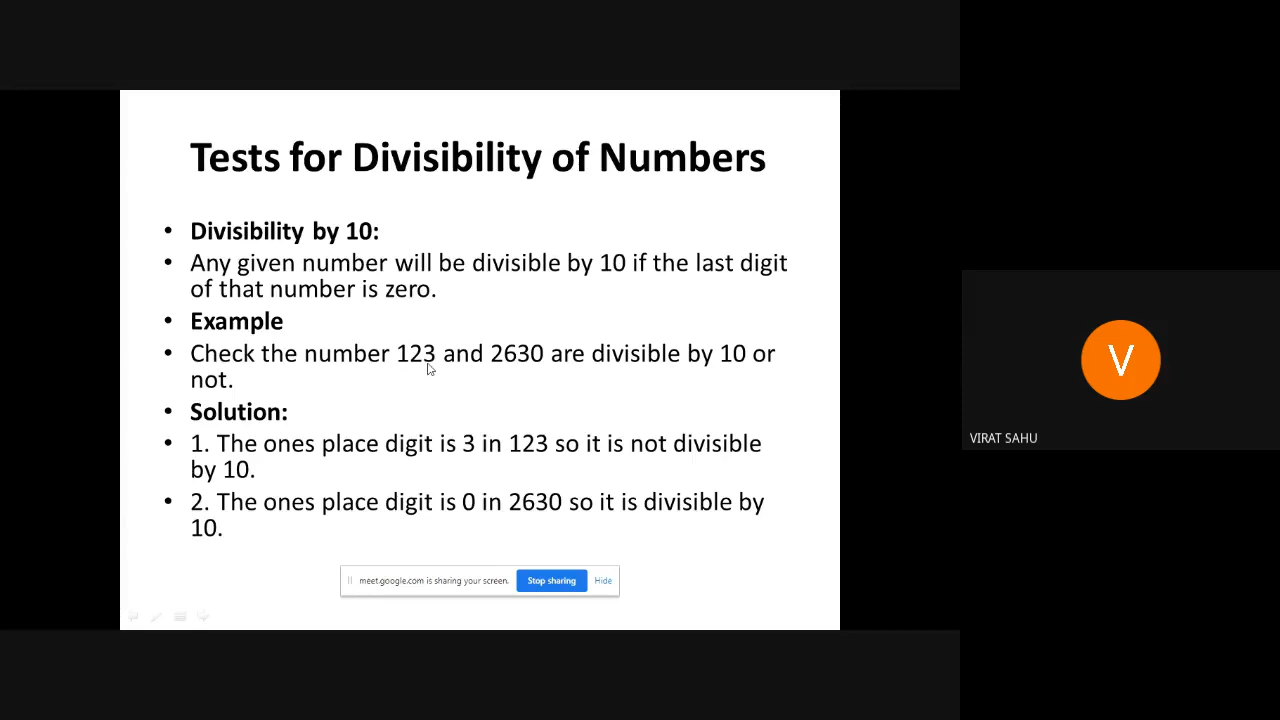 Tests for Divisibility of Numbers
• Divisibility by 10:
• Any given number will be divisible by 10 if the last digit
of that number is zero.
• Example
• Check the number 123 and 2630 are divisible by 10 or
not.
• Solution:
• 1. The ones place digit is 3 in 123 so it is not divisible
by 10.
• 2. The ones place digit is 0 in 2630 so it is divisible by
10.
meet.google.com is sharing your screen. Stop sharing Hide
V
VIRAT SAHU